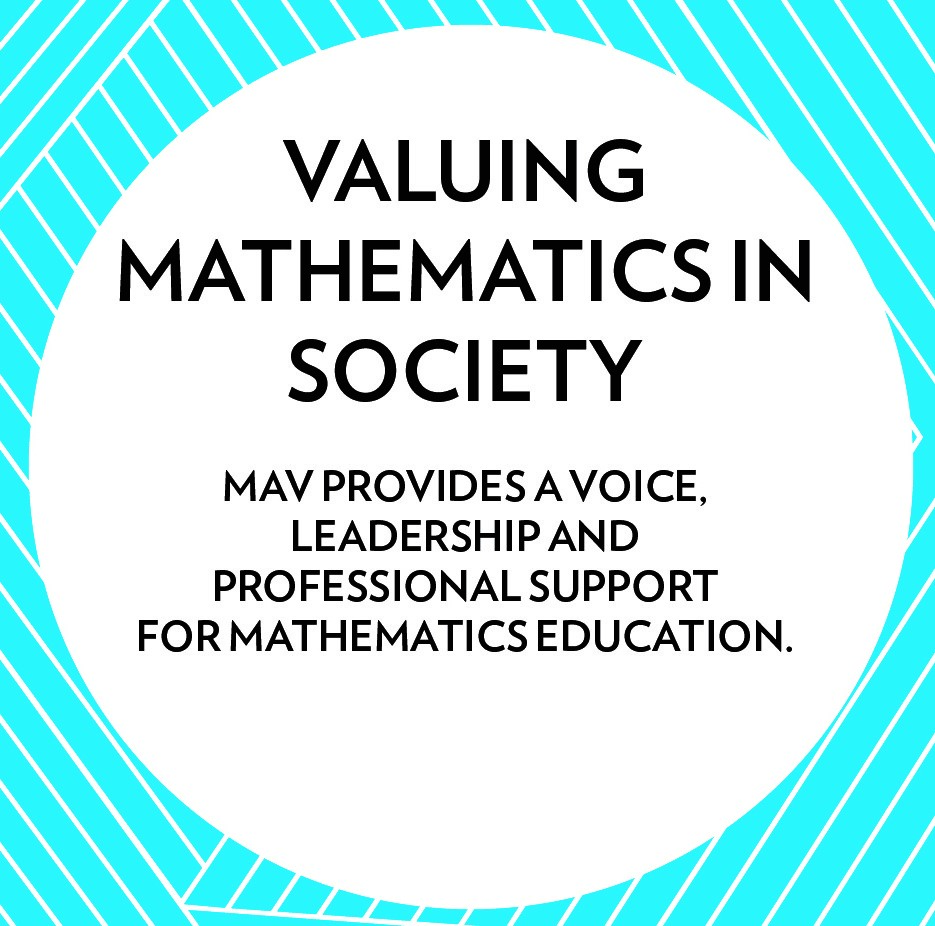 VALUING
MATHEMATICS IN
SOCIETY
MAV PROVIDES A VOICE,
LEADERSHIP AND
PROFESSIONAL SUPPORT
FOR MATHEMATICS EDUCATION.